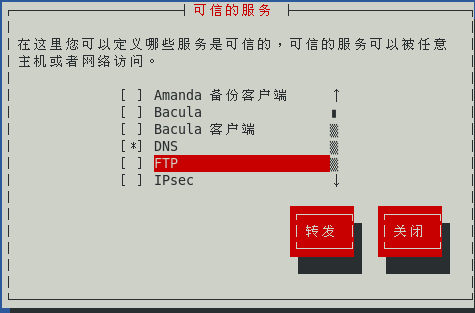 可信的服务
在这里您可以定义哪些服务是可信的，可信的服务可以被任意
主机或者网络访问。
[ ] Amanda 备份客户端 ↑
[ ] Bacula
[ ] Bacula 客户端
[*] DNS
[ ] FTP
[ ] IPsec ↓
转发 关闭